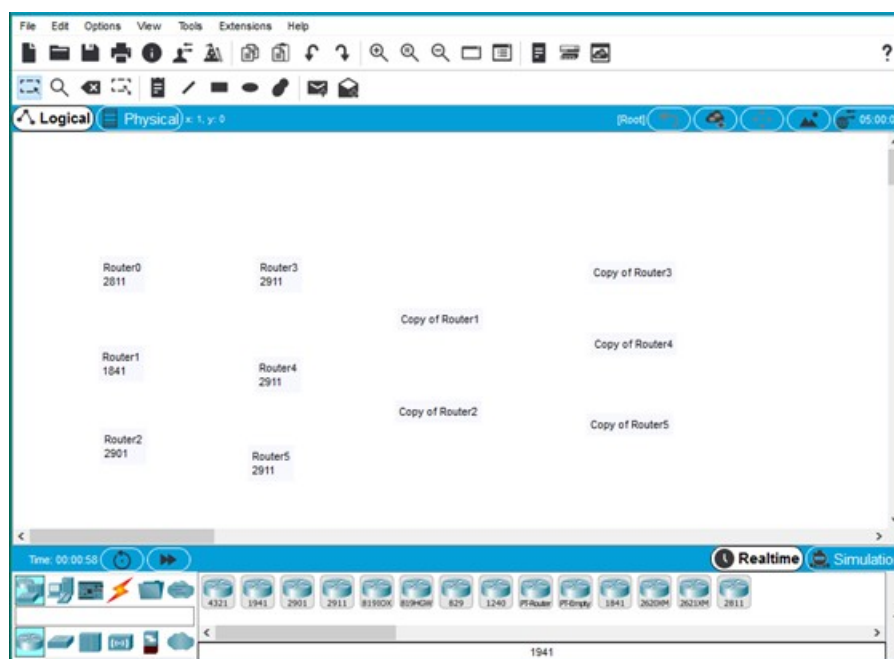 File Edit Options View Tools Extensions Help
?
Logical Physical x: 1, y: 0 [Root] 05:00:0
Router0
2811
Router3
2911
Copy of Router3
Copy of Router1
Router1
1841
Router4
2911
Copy of Router4
Copy of Router2
Router2
2901
Router5
2911
Copy of Router5
Time: 00:00:58 Realtime Simulatio
4321 1941 2901 2911 819HGW 829 1240 PT-Router PT-Empty 1841 2620XM 2621XM 2811
1941